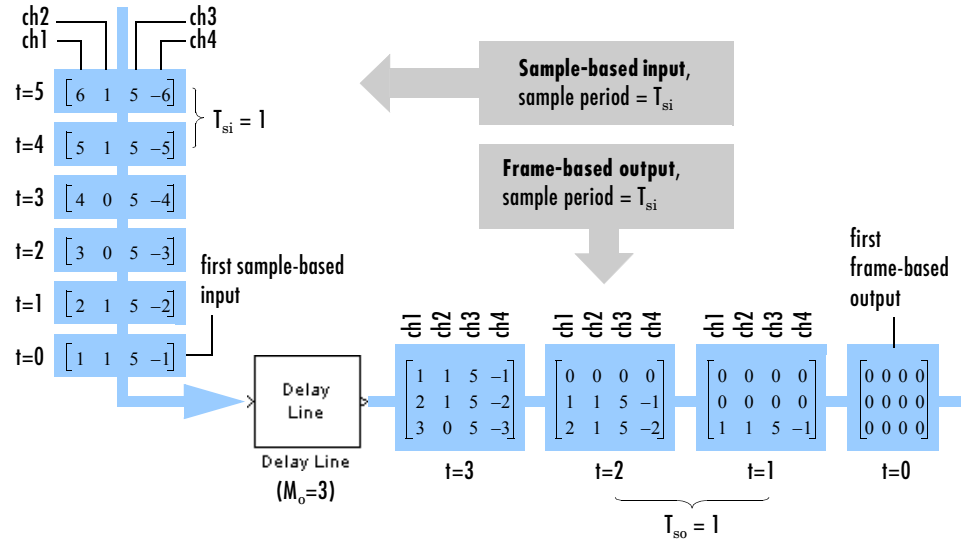 ch2
ch1
ch3
ch4
t=5 [6 1 5 −6]
t=4 [5 1 5 −5]
t=3 [4 0 5 −4]
t=2 [3 0 5 −3]
t=1 [2 1 5 −2]
t=0 [1 1 5 −1]
T_si = 1
Sample-based input,
sample period = T_si
Frame-based output,
sample period = T_si
first sample-based
input
first
frame-based
output
Delay
Line
Delay Line
(M_o=3)
ch1 ch2 ch3 ch4
1 1 5 −1
2 1 5 −2
3 0 5 −3
t=3
ch1 ch2 ch3 ch4
0 0 0 0
1 1 5 −1
2 1 5 −2
t=2
ch1 ch2 ch3 ch4
0 0 0 0
0 0 0 0
1 1 5 −1
t=1
0 0 0 0
0 0 0 0
0 0 0 0
t=0
T_so = 1